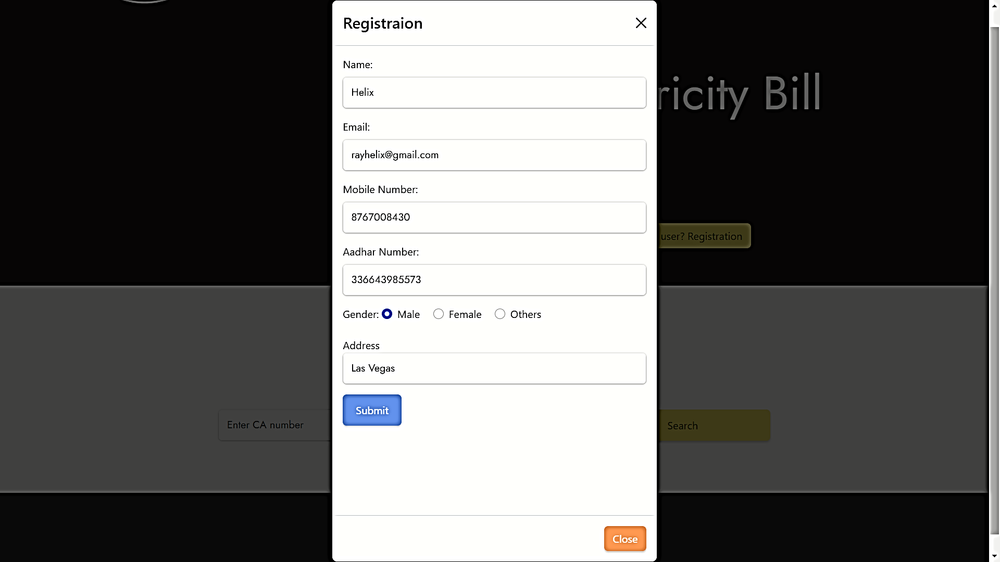 Registraion
Name:
Helix
ricity Bill
Email:
rayhelix@gmail.com
Mobile Number:
8767008430
user? Registration
Aadhar Number:
336643985573
Gender: Male Female Others
Address
Las Vegas
Submit
Enter CA number
Search
Close